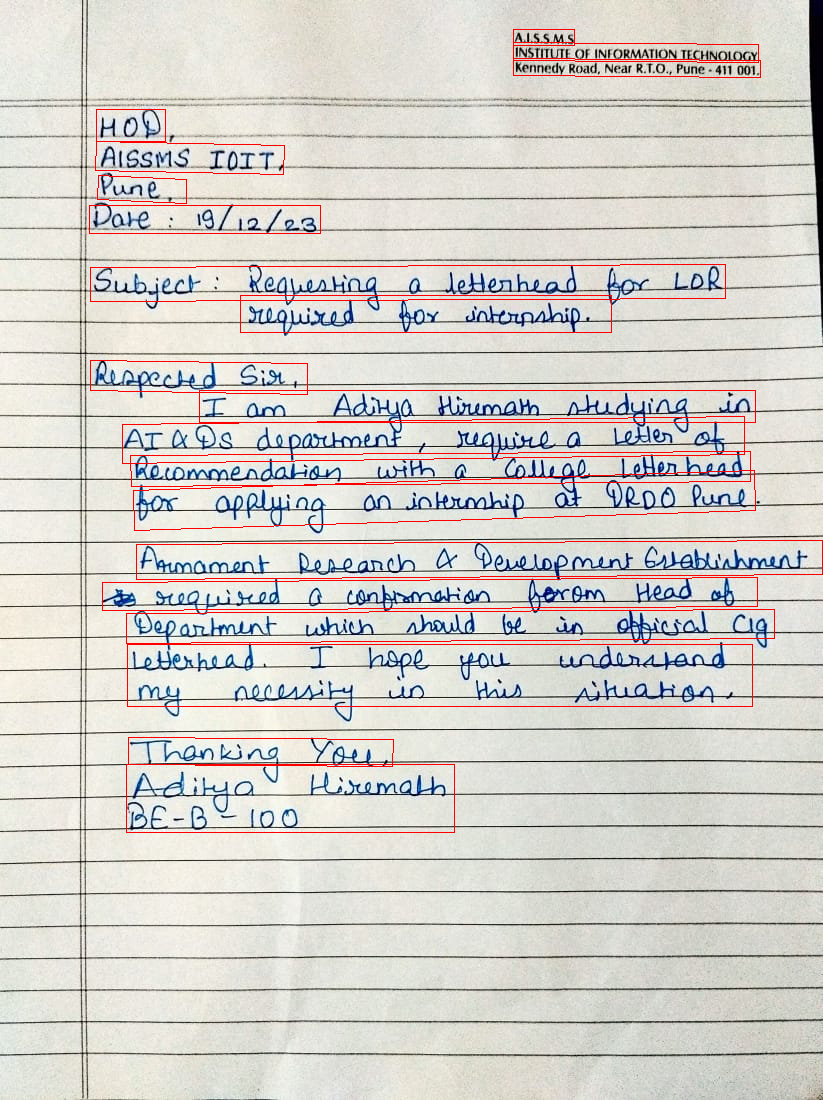 A.I.S.S.M.S
INSTITUTE OF INFORMATION TECHNOLOGY
Kennedy Road, Near R.T.O., Pune - 411 001.
HOD,
AISSMS IOIT,
Pune,
Date : 19/12/23
Subject : Requesting a letterhead for LOR
required for internship.
Respected Sir,
I am Aditya Hiremath studying in
AI & DS department, require a Letter of
Recommendation with a College Letterhead
for applying an internship at DRDO Pune.
Armament Research & Development Establishment
required a confirmation from Head of
Department which should be in official Clg
Letterhead. I hope you understand
my necessity in this situation.
Thanking You,
Aditya Hiremath
BE-B-100